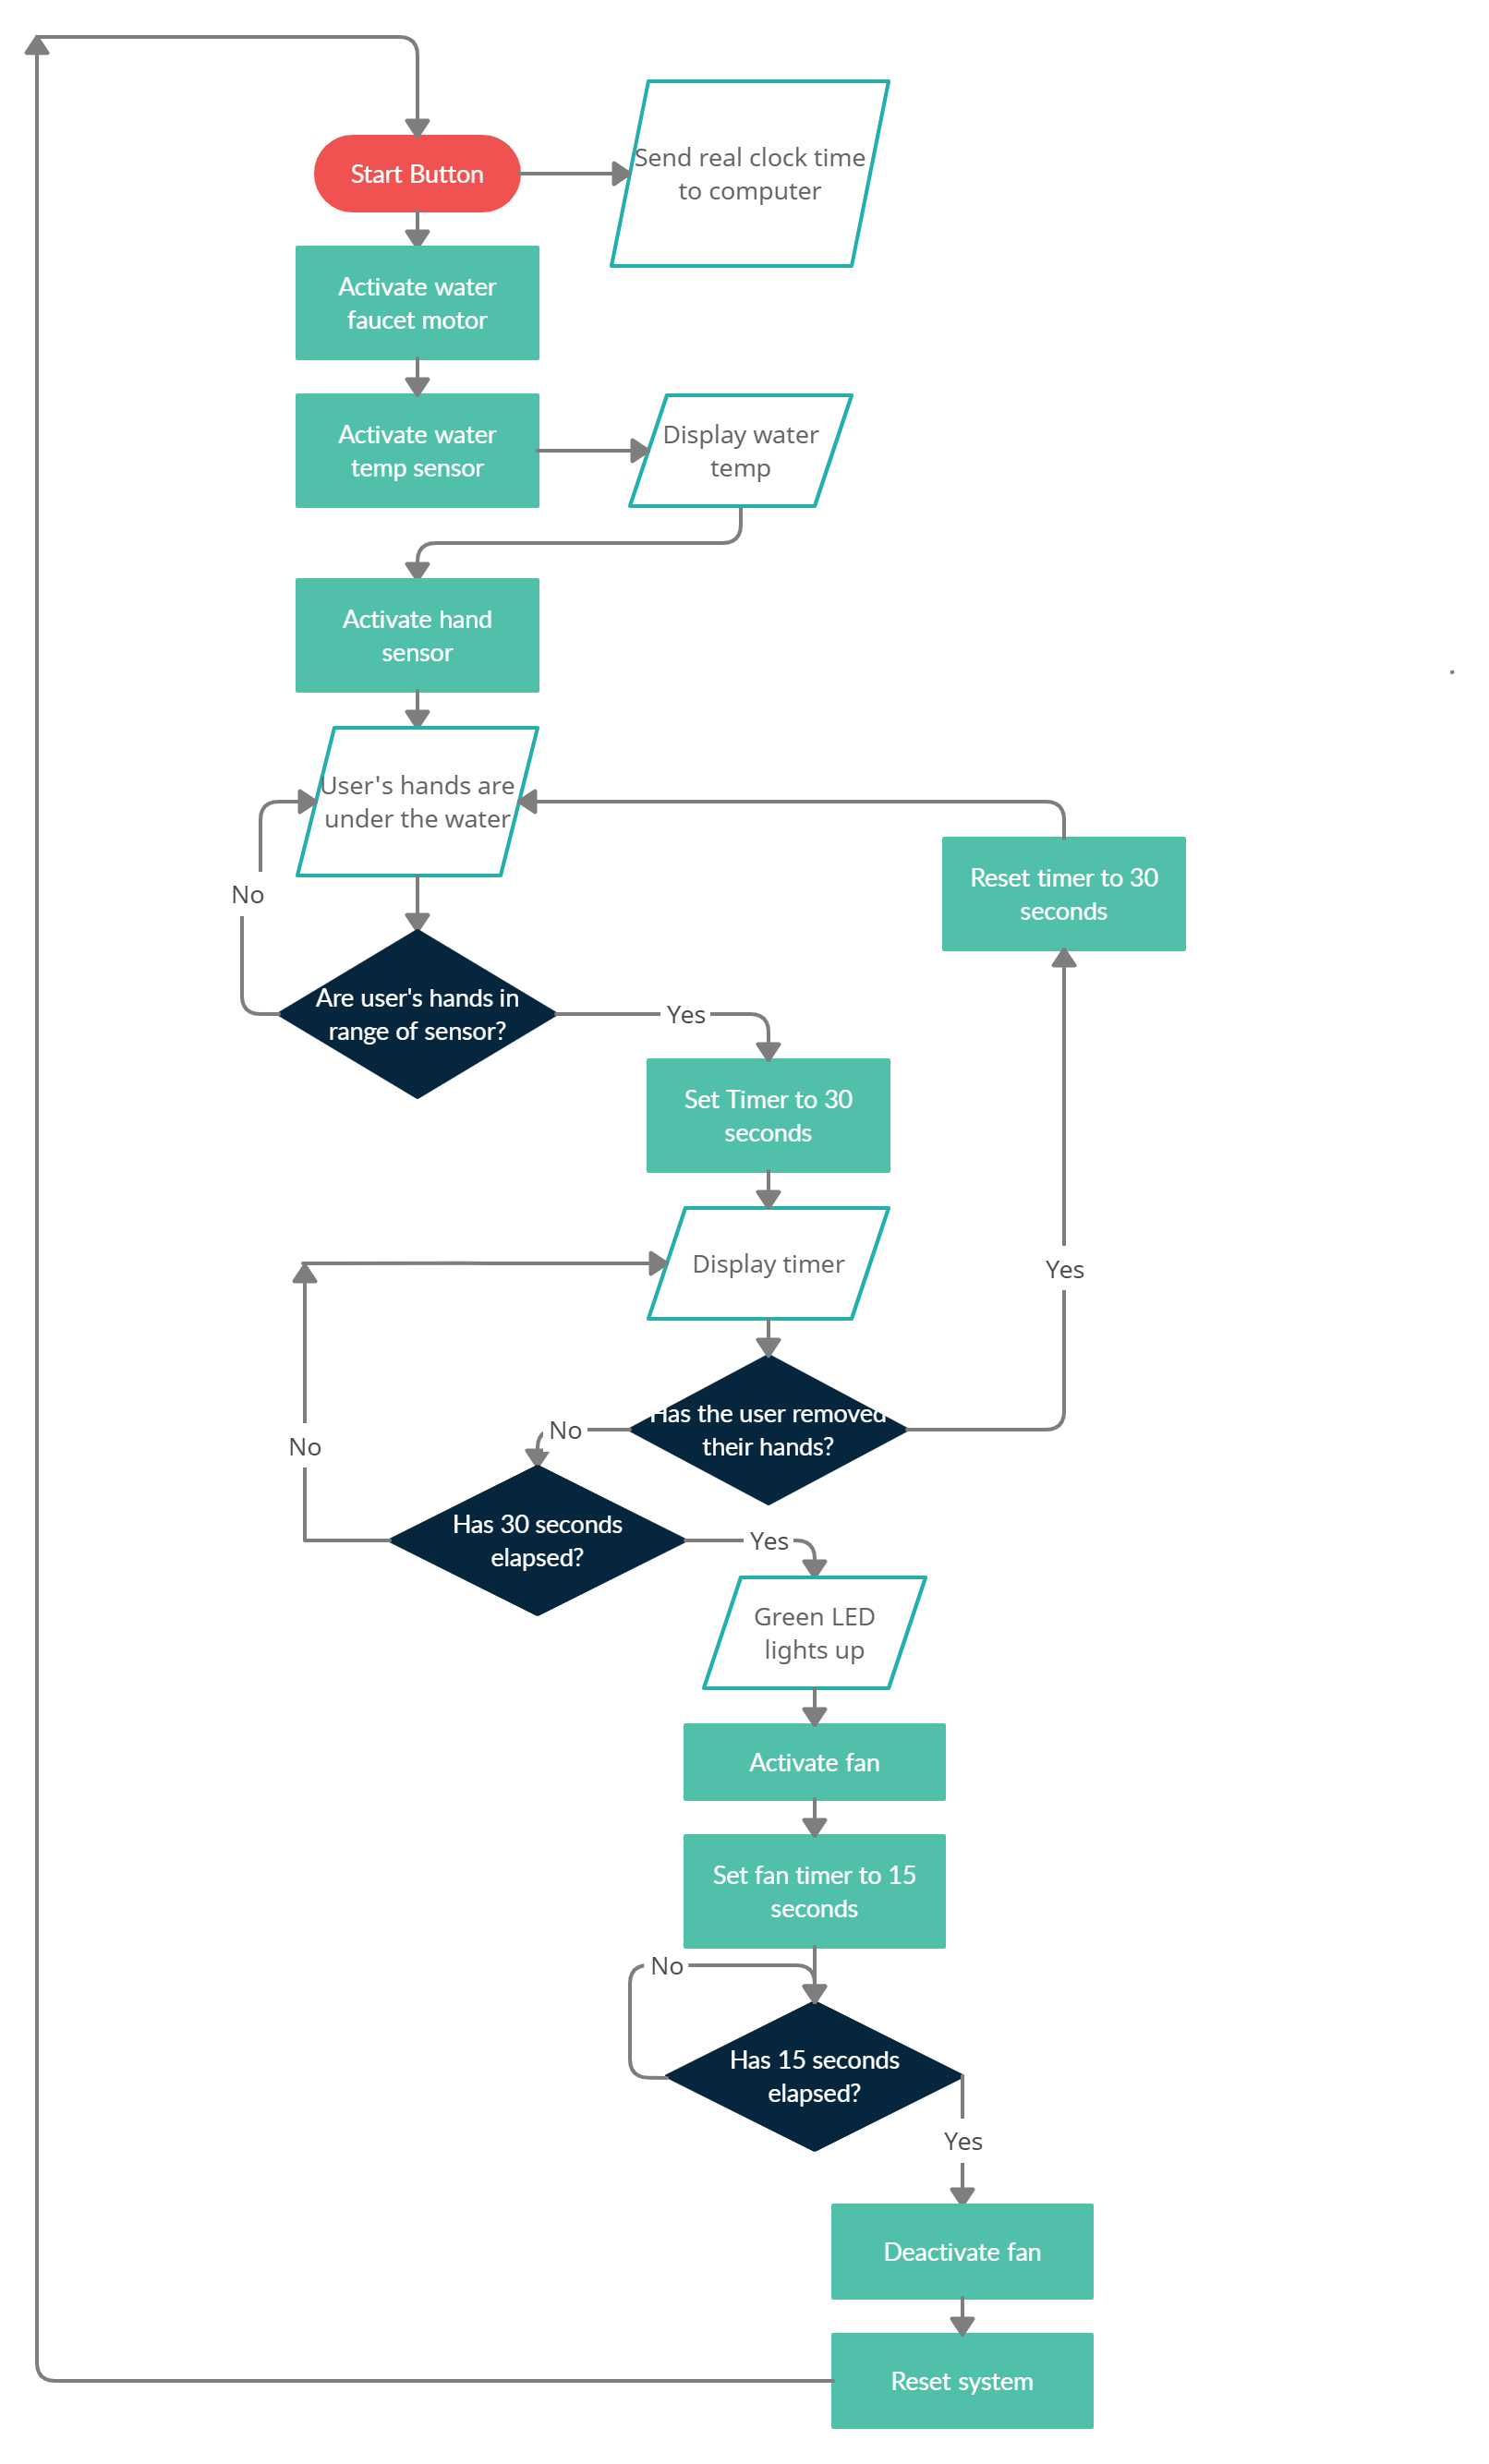 Start Button
Send real clock time
to computer
Activate water
faucet motor
Activate water
temp sensor
Display water
temp
Activate hand
sensor
User's hands are
under the water
No
Reset timer to 30
seconds
Are user's hands in
range of sensor?
Yes
Set Timer to 30
seconds
Display timer
Yes
Has the user removed
their hands?
No
No
Has 30 seconds
elapsed?
Yes
Green LED
lights up
Activate fan
Set fan timer to 15
seconds
No
Has 15 seconds
elapsed?
Yes
Deactivate fan
Reset system